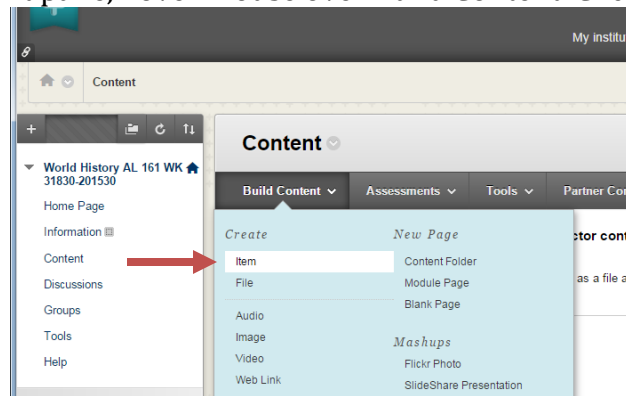 My institu
Content
World History AL 161 WK
31830-201530
Home Page
Information
Content
Discussions
Groups
Tools
Help
Content
Build Content
Assessments
Tools
Partner Co
Create
Item
File
Audio
Image
Video
Web Link
New Page
Content Folder
Module Page
Blank Page
Mashups
Flickr Photo
SlideShare Presentation
ctor cont
as a file a